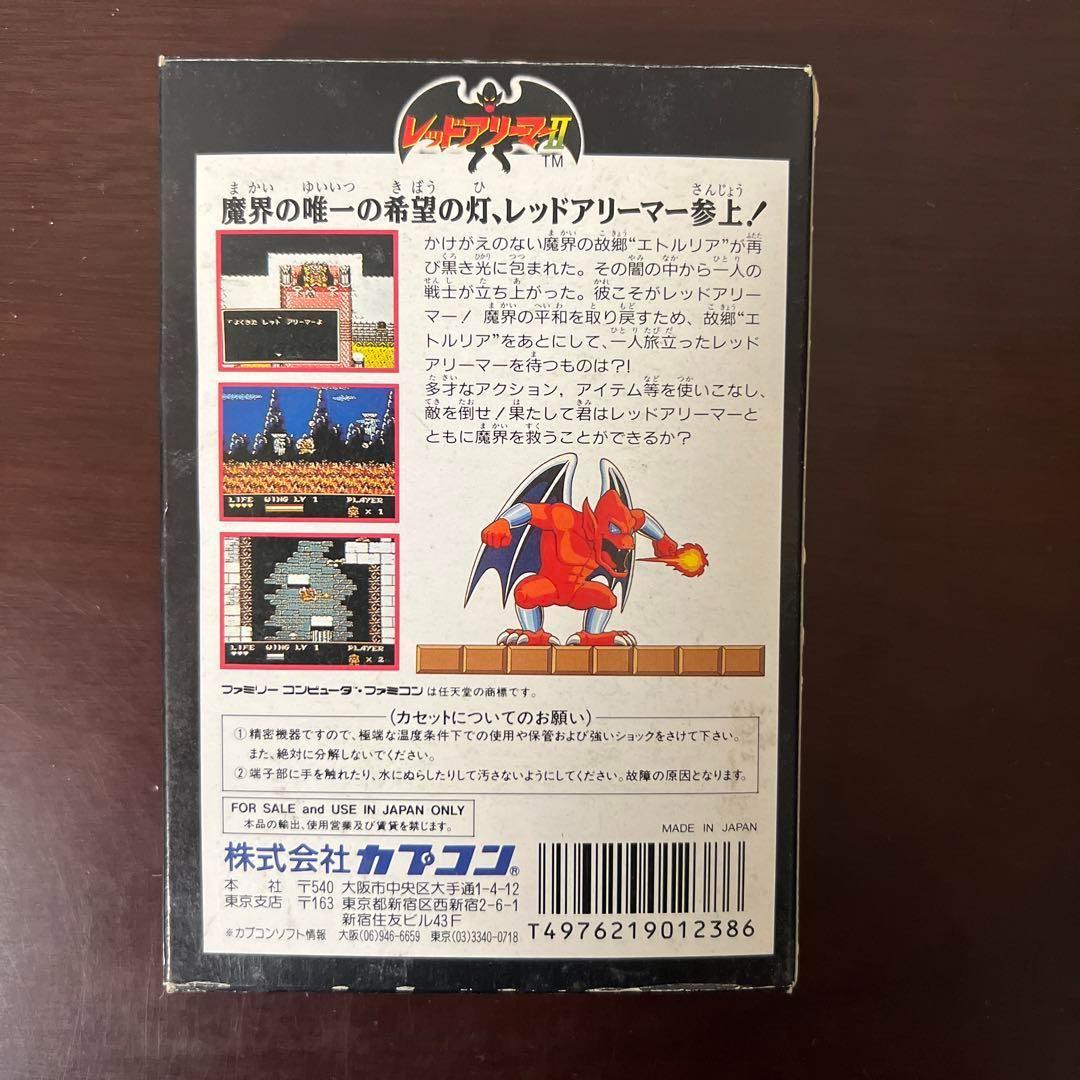 レッドアリーマーII
TM
魔界の唯一の希望の灯、レッドアリーマー参上!
かけがえのない魔界の故郷“エトルリア”が再
び黒き光に包まれた。その闇の中から一人の
戦士が立ち上がった。彼こそがレッドアリー
マー! 魔界の平和を取り戻すため、故郷“エ
トルリア”をあとにして、一人旅立ったレッド
アリーマーを待つものは?!
多才なアクション,アイテム等を使いこなし、
敵を倒せ!果たして君はレッドアリーマーと
ともに魔界を救うことができるか?
よくきた レッド アリーマーよ
LIFE WING LV 1 PLAYER
× 1
LIFE WING LV 1 PLAYER
× 2
ファミリーコンピュータ・ファミコンは任天堂の商標です。
(カセットについてのお願い)
①精密機器ですので、極端な温度条件下での使用や保管および強いショックをさけて下さい。
また、絶対に分解しないでください。
②端子部に手を触れたり、水にぬらしたりして汚さないようにしてください。故障の原因となります。
FOR SALE and USE IN JAPAN ONLY
本品の輸出、使用営業及び賃貸を禁じます。
MADE IN JAPAN
株式会社カプコン®
本 社 〒540 大阪市中央区大手通1-4-12
東京支店 〒163 東京都新宿区西新宿2-6-1
新宿住友ビル43F
※カプコンソフト情報 大阪(06)946-6659 東京(03)3340-0718
T4976219012386